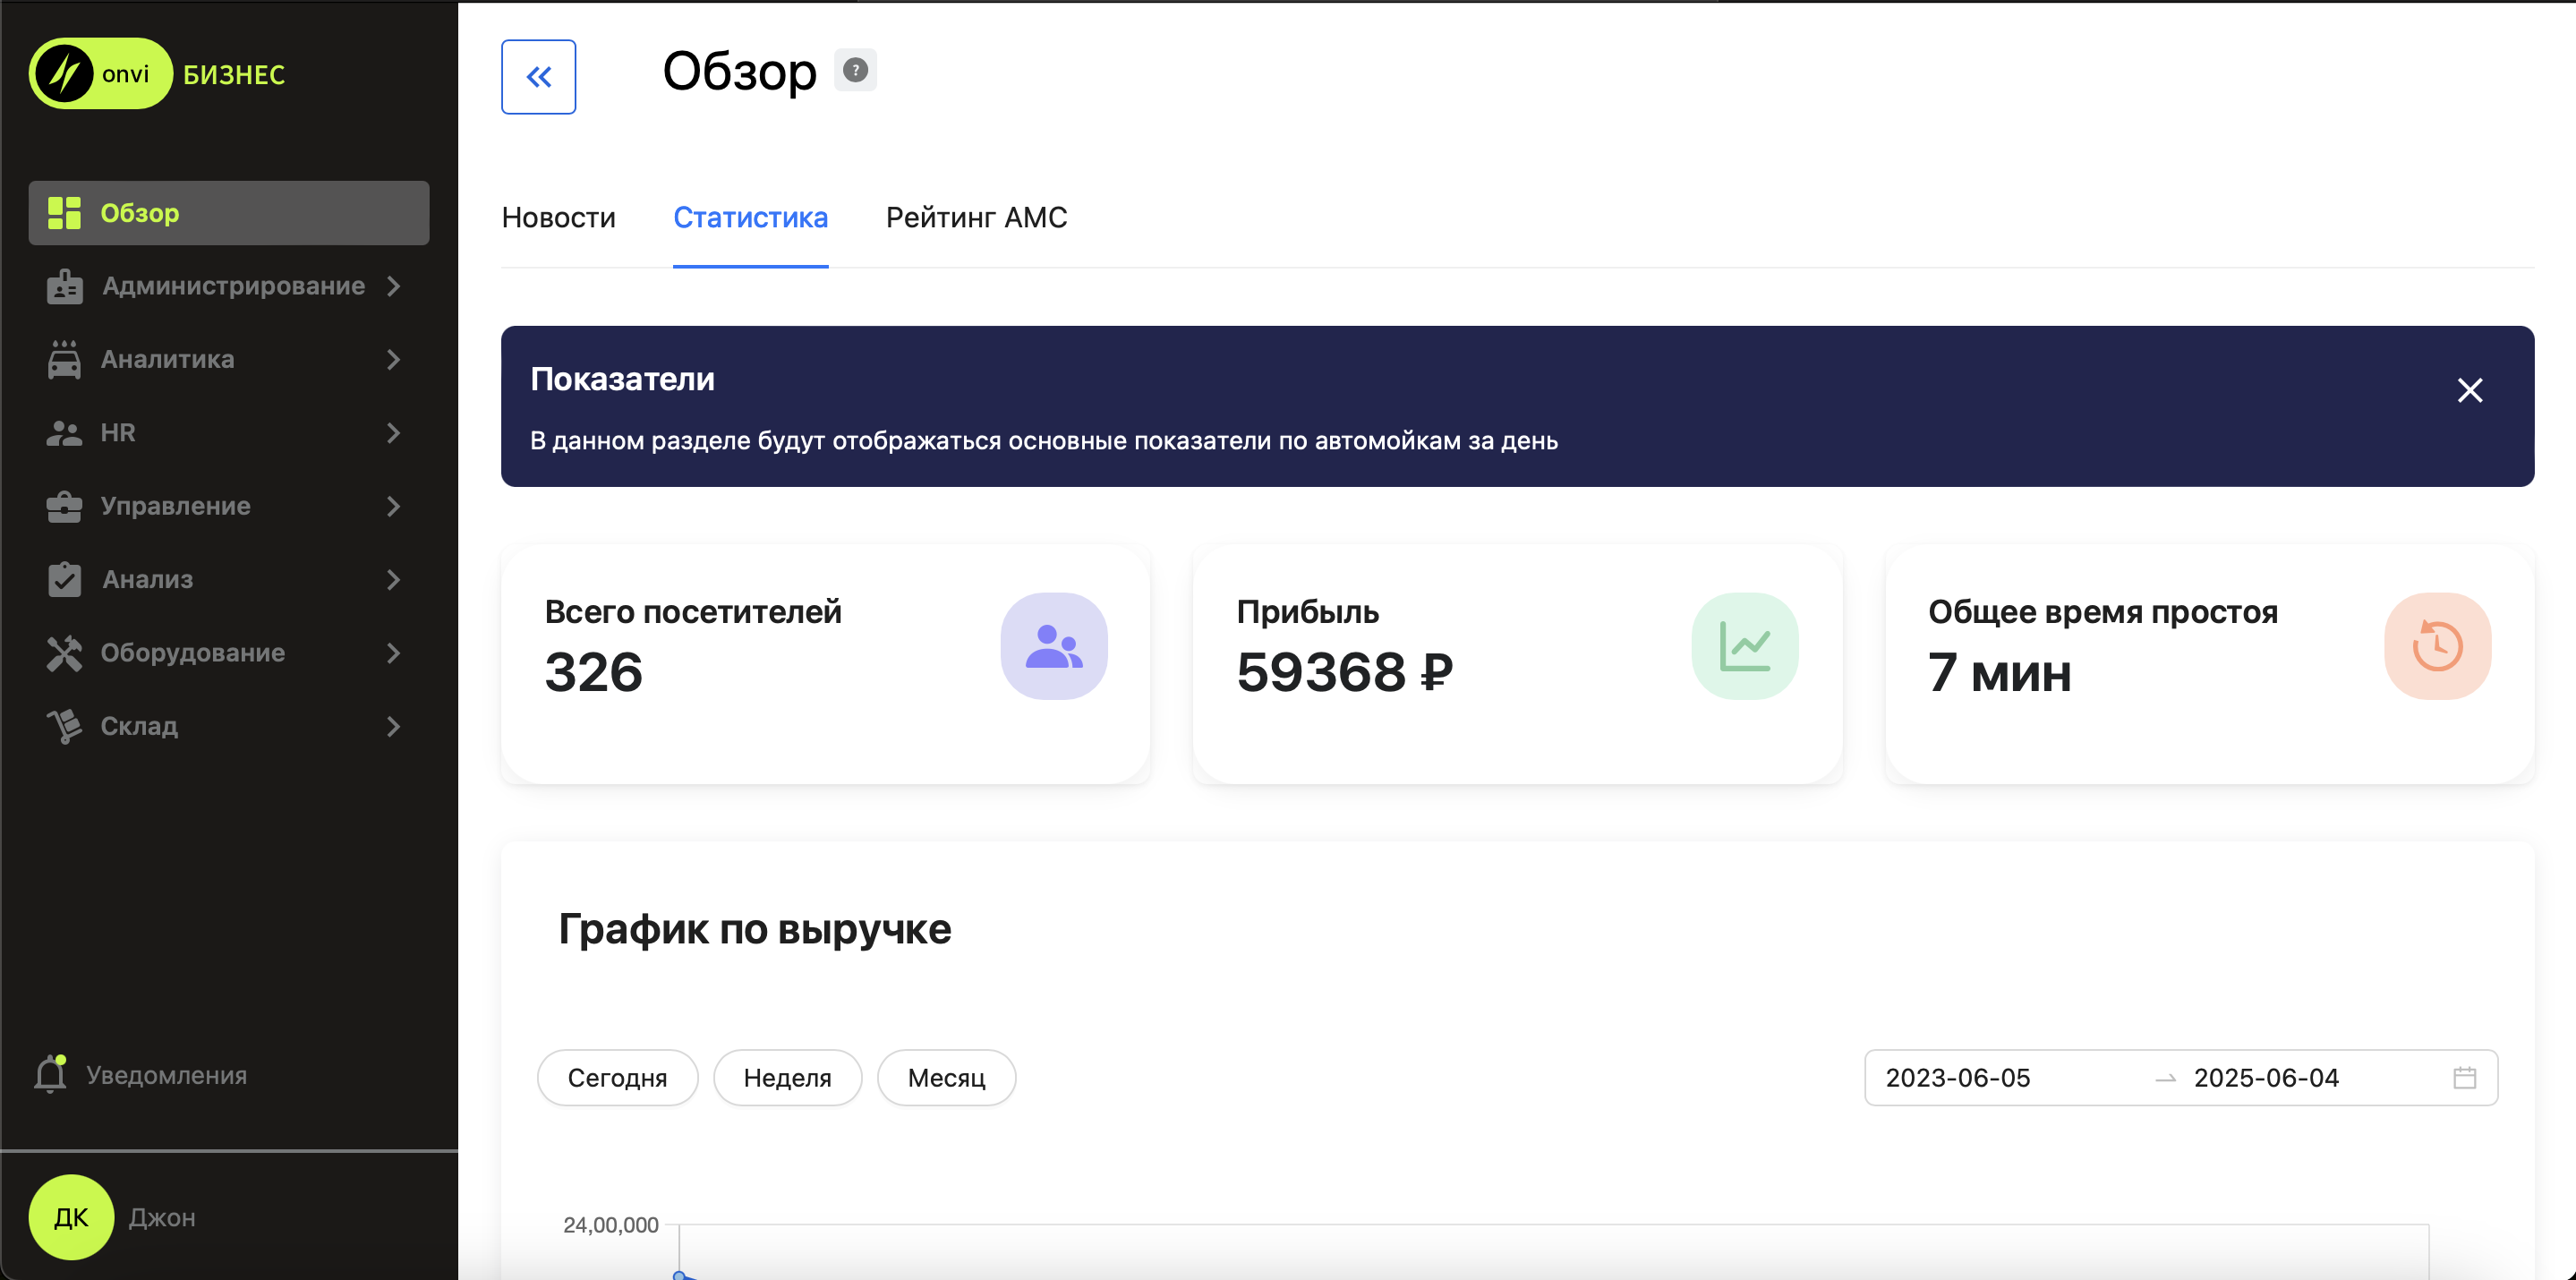 onvi БИЗНЕС
Обзор
Администрирование
Аналитика
HR
Управление
Анализ
Оборудование
Склад
Уведомления
ДК Джон
Обзор ?
Новости Статистика Рейтинг АМС
Показатели
В данном разделе будут отображаться основные показатели по автомойкам за день
Всего посетителей
326
Прибыль
59368 ₽
Общее время простоя
7 мин
График по выручке
Сегодня Неделя Месяц
2023-06-05 → 2025-06-04
24,00,000